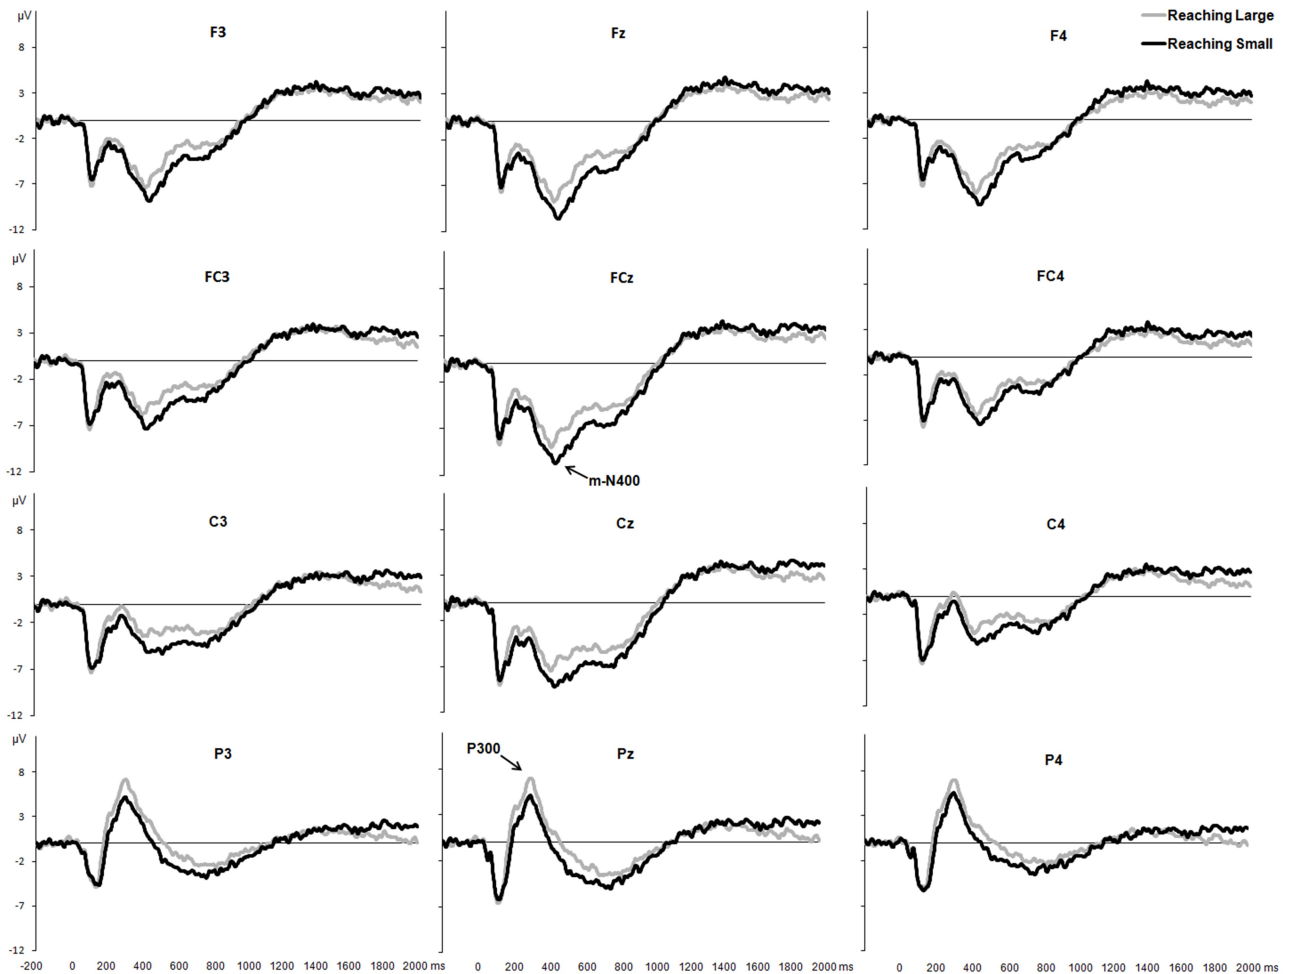 µV
F3
Fz
F4
Reaching Large
Reaching Small
8
3
-2
-7
-12
µV
FC3
FCz
FC4
8
3
-2
-7
-12
m-N400
µV
C3
Cz
C4
8
3
-2
-7
-12
µV
P3
P300
Pz
P4
8
3
-2
-7
-12
-200 0 200 400 600 800 1000 1200 1400 1600 1800 2000 ms
0 200 400 600 800 1000 1200 1400 1600 1800 2000 ms
0 200 400 600 800 1000 1200 1400 1600 1800 2000 ms